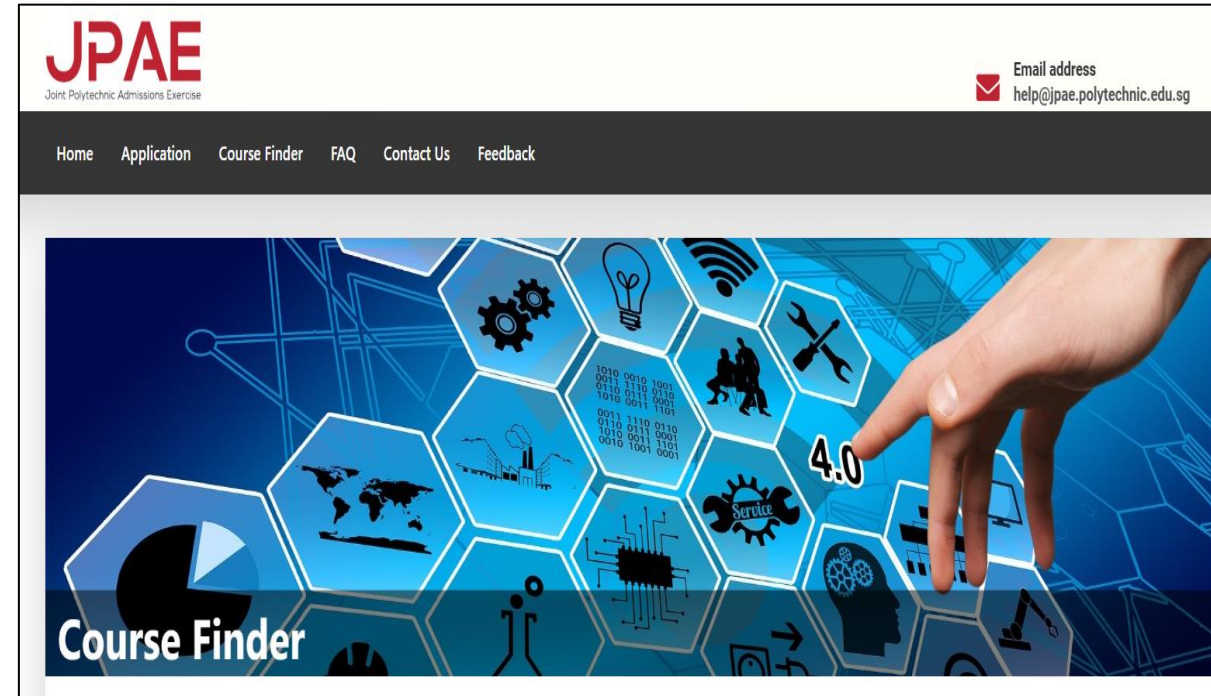 JPAE
Joint Polytechnic Admissions Exercise
Email address
help@jpae.polytechnic.edu.sg
Home Application Course Finder FAQ Contact Us Feedback
1010 0010 1001
0011 1110 0110
0110 0111 0001
1010 0011 1101
0011 1110 0110
0110 0111 0001
1010 0011 1101
0010 1001 0001
4.0
Service
Course Finder